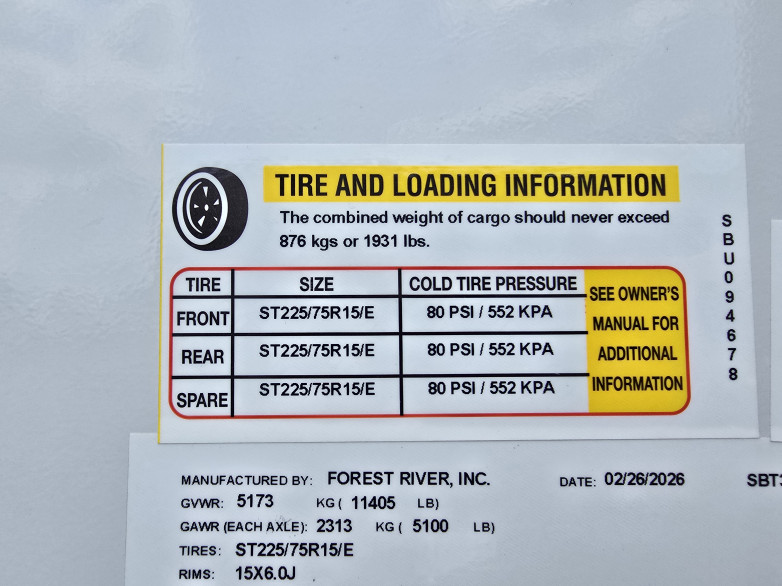 TIRE AND LOADING INFORMATION
The combined weight of cargo should never exceed
876 kgs or 1931 lbs.
TIRE SIZE COLD TIRE PRESSURE
FRONT ST225/75R15/E 80 PSI / 552 KPA
REAR ST225/75R15/E 80 PSI / 552 KPA
SPARE ST225/75R15/E 80 PSI / 552 KPA
SEE OWNER'S
MANUAL FOR
ADDITIONAL
INFORMATION
SBU094678
MANUFACTURED BY: FOREST RIVER, INC. DATE: 02/26/2026
GVWR: 5173 KG ( 11405 LB)
GAWR (EACH AXLE): 2313 KG ( 5100 LB)
TIRES: ST225/75R15/E
RIMS: 15X6.0J